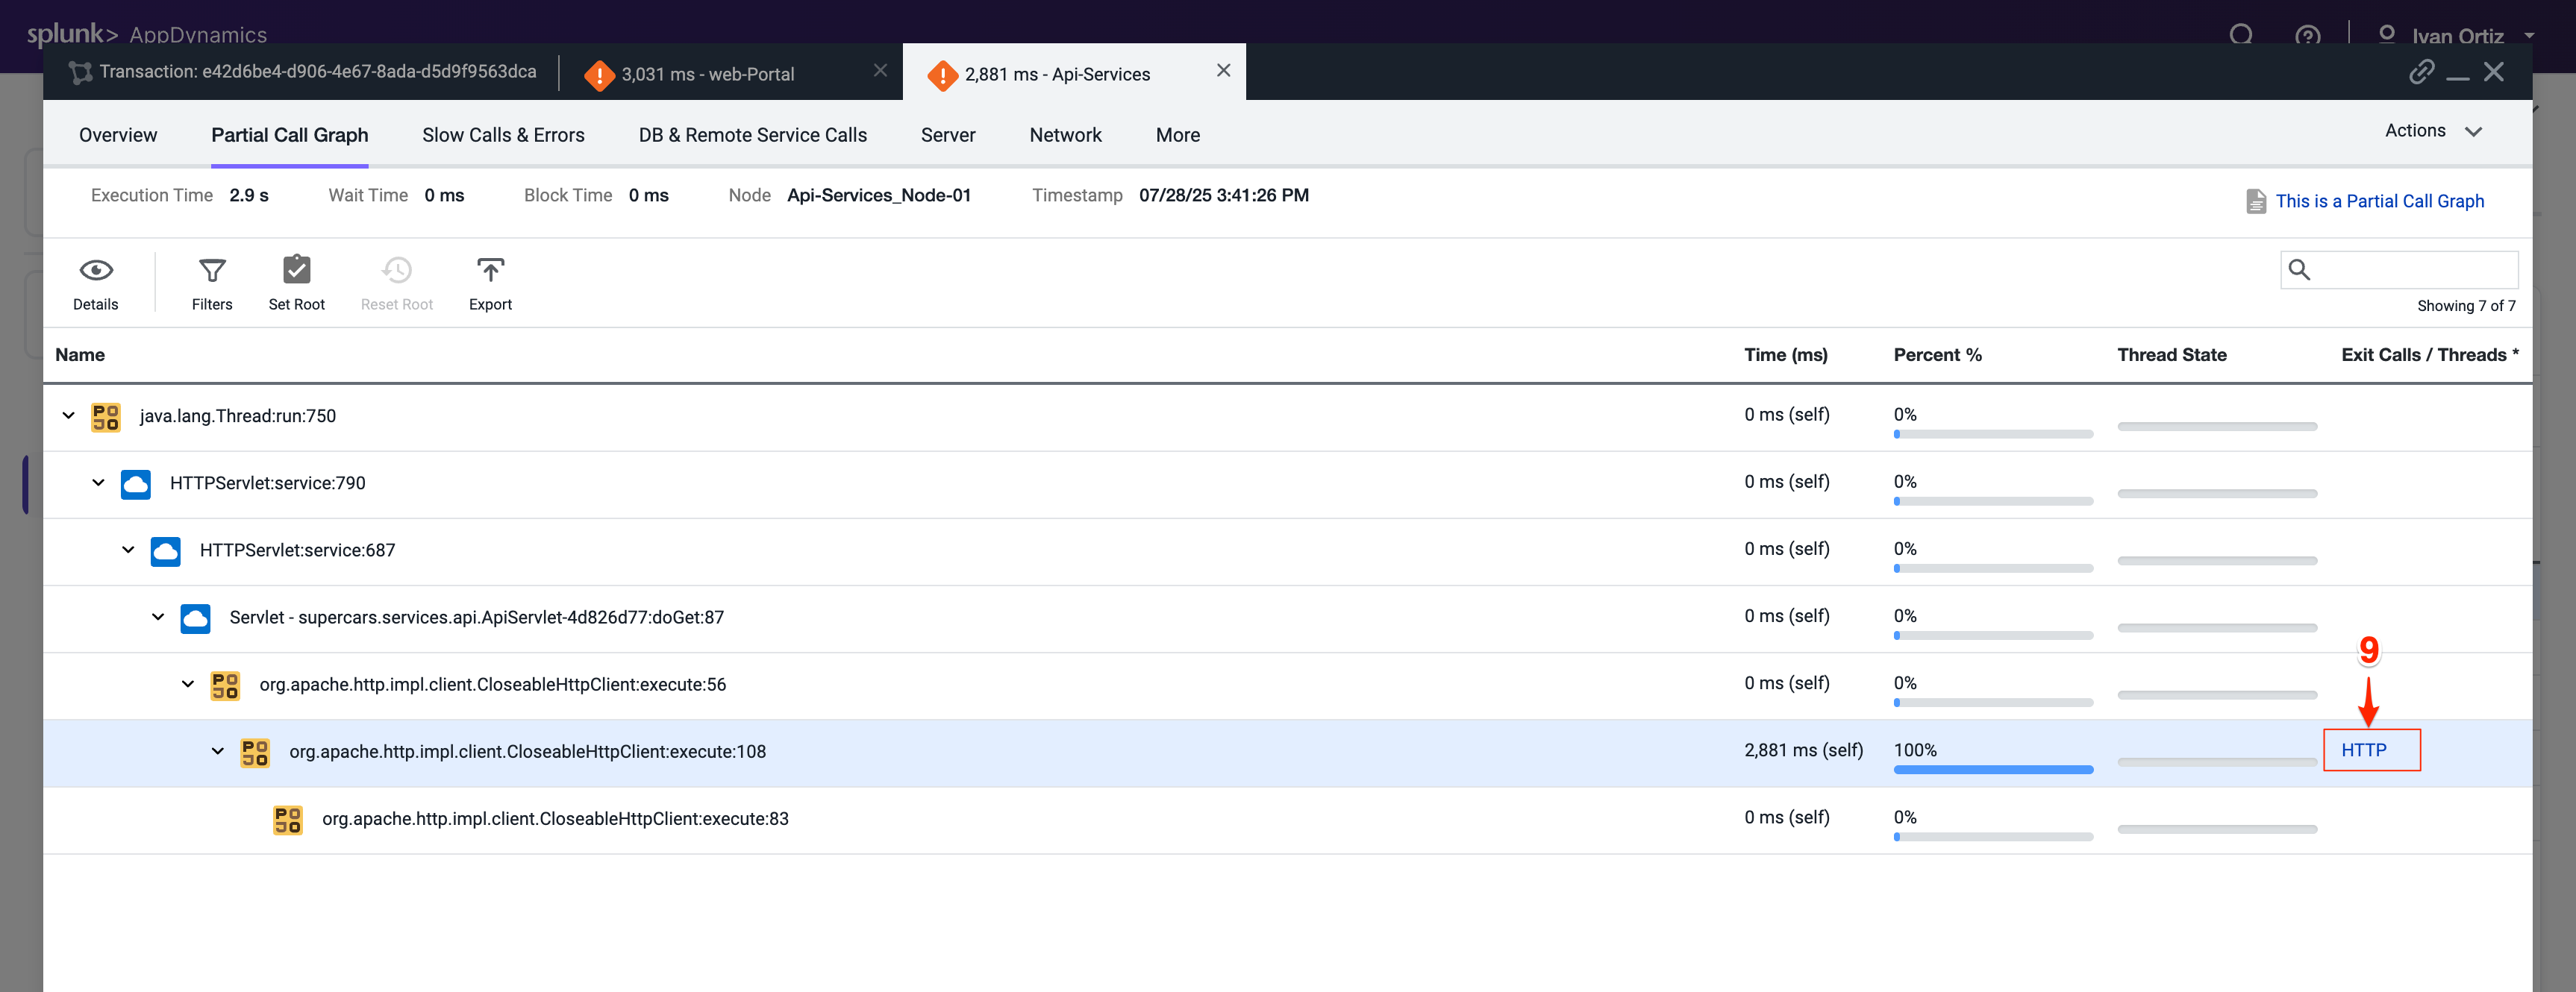 splunk> AppDynamics
Ivan Ortiz
Transaction: e42d6be4-d906-4e67-8ada-d5d9f9563dca
3,031 ms - web-Portal
2,881 ms - Api-Services
Overview
Partial Call Graph
Slow Calls & Errors
DB & Remote Service Calls
Server
Network
More
Actions
Execution Time 2.9 s
Wait Time 0 ms
Block Time 0 ms
Node Api-Services_Node-01
Timestamp 07/28/25 3:41:26 PM
This is a Partial Call Graph
Details
Filters
Set Root
Reset Root
Export
Showing 7 of 7
Name Time (ms) Percent % Thread State Exit Calls / Threads *
POJO java.lang.Thread:run:750 0 ms (self) 0%
HTTPServlet:service:790 0 ms (self) 0%
HTTPServlet:service:687 0 ms (self) 0%
Servlet - supercars.services.api.ApiServlet-4d826d77:doGet:87 0 ms (self) 0%
9
POJO org.apache.http.impl.client.CloseableHttpClient:execute:56 0 ms (self) 0%
POJO org.apache.http.impl.client.CloseableHttpClient:execute:108 2,881 ms (self) 100% HTTP
POJO org.apache.http.impl.client.CloseableHttpClient:execute:83 0 ms (self) 0%